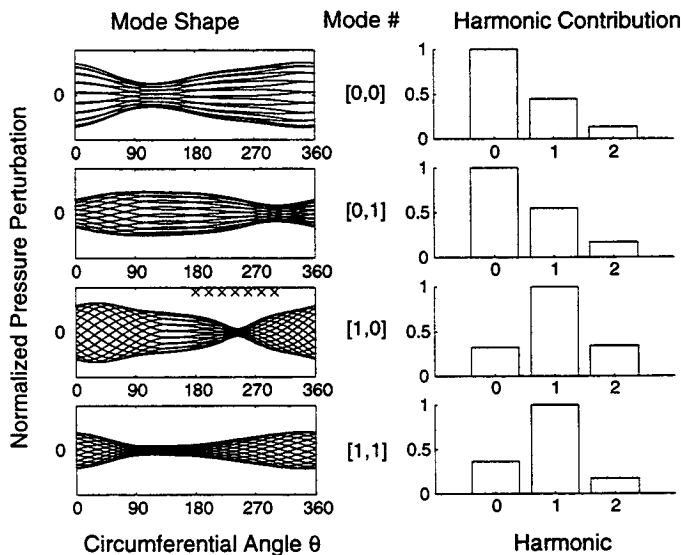 Mode Shape Mode # Harmonic Contribution
Normalized Pressure Perturbation
0 [0,0] 1 0.5 0
0 90 180 270 360 0 1 2
0 [0,1] 1 0.5 0
0 90 180 270 360 0 1 2
0 [1,0] 1 0.5 0
0 90 180 270 360 0 1 2
0 [1,1] 1 0.5 0
0 90 180 270 360 0 1 2
Circumferential Angle θ Harmonic